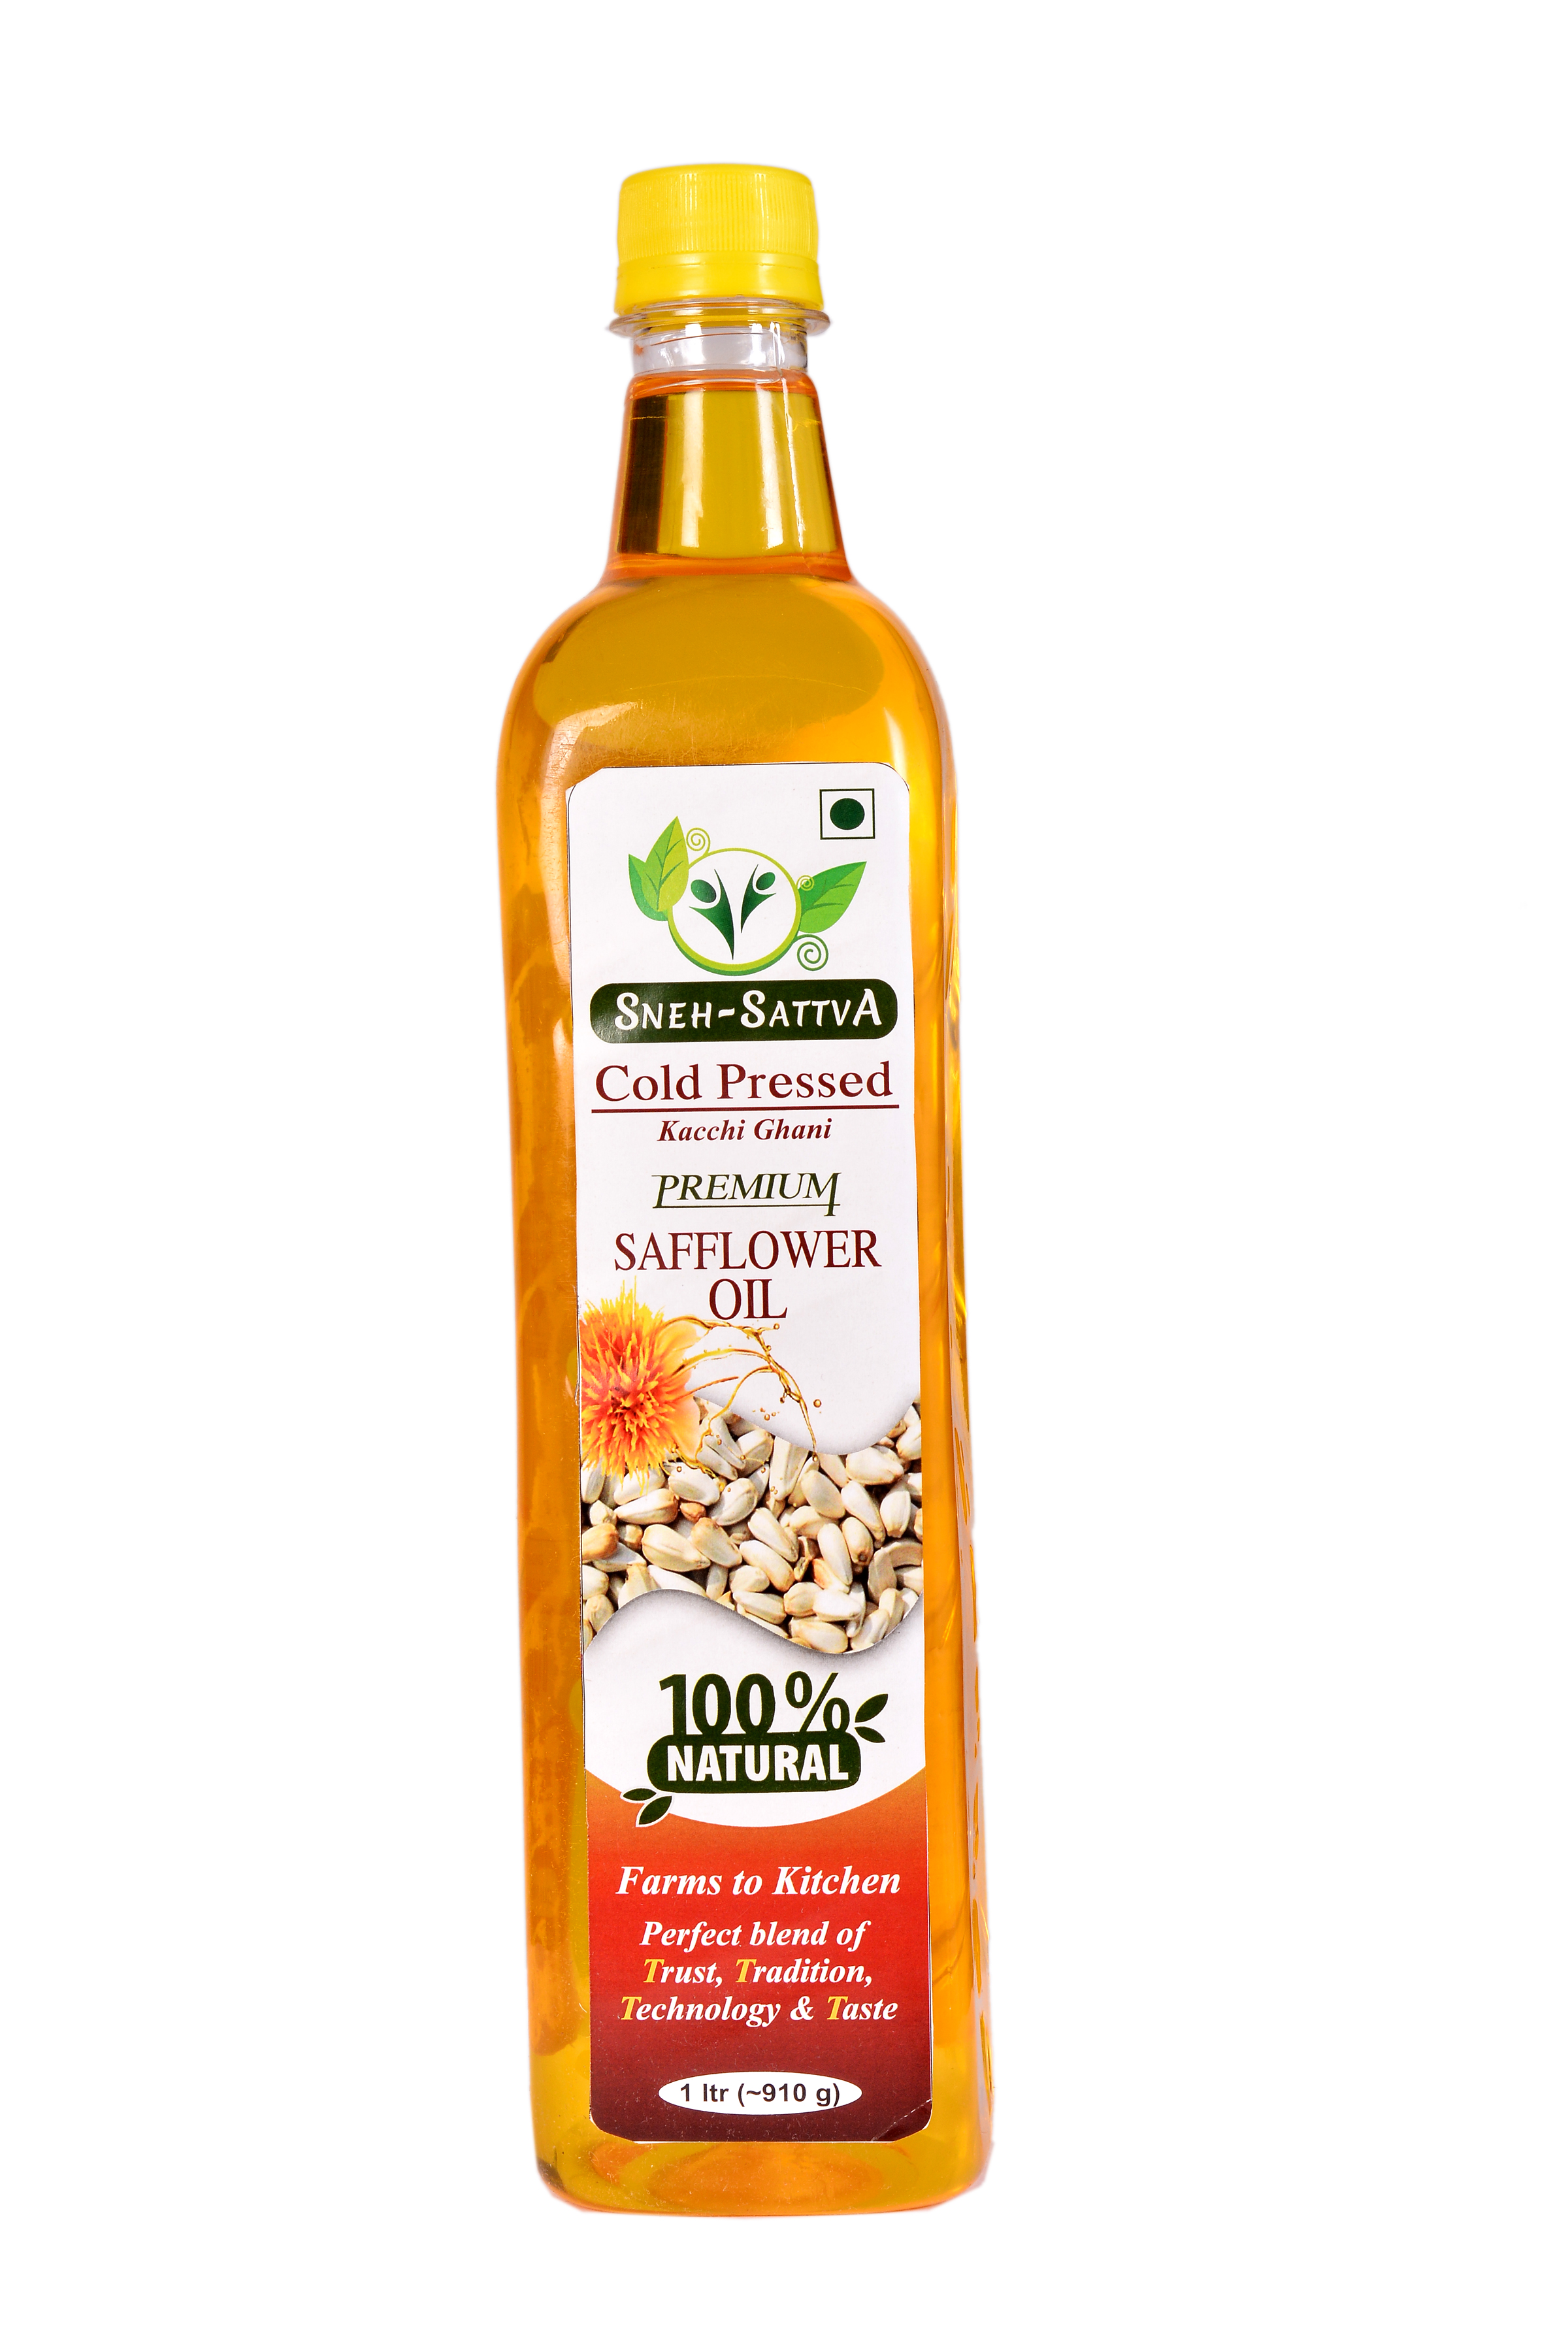 SNEH-SATTVA
Cold Pressed
Kacchi Ghani
PREMIUM
SAFFLOWER
OIL
100%
NATURAL
Farms to Kitchen
Perfect blend of
Trust, Tradition,
Technology & Taste
1 ltr (~910 g)